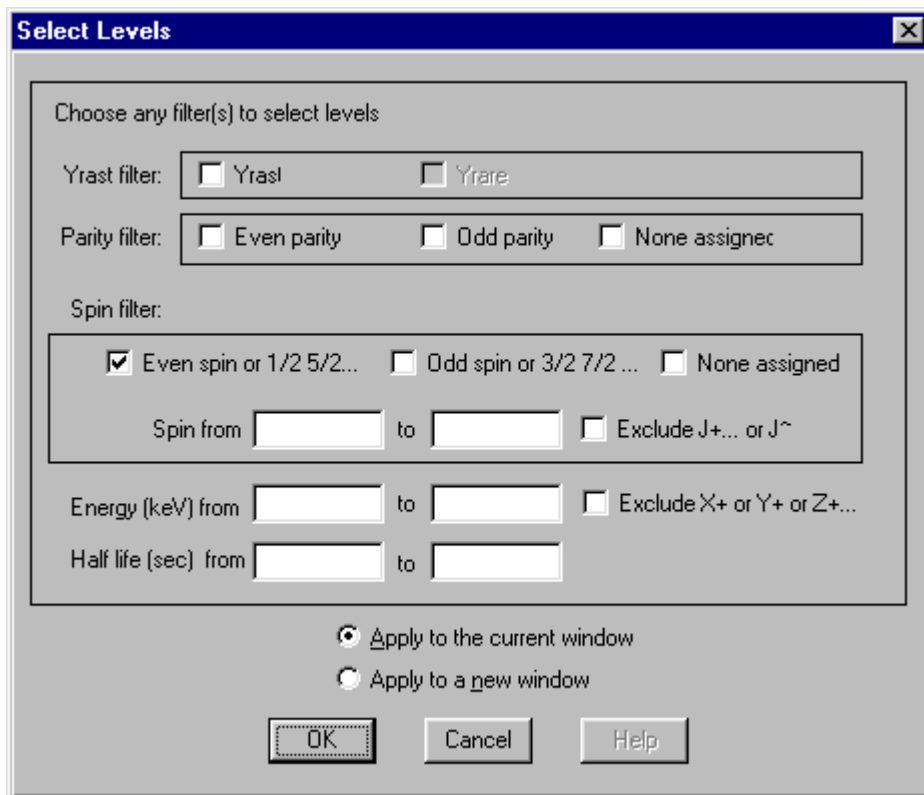 Select Levels
Choose any filter(s) to select levels
Yrast filter: Yrast Yrare
Parity filter: Even parity Odd parity None assigned
Spin filter:
Even spin or 1/2 5/2... Odd spin or 3/2 7/2 ... None assigned
Spin from to Exclude J+... or J~
Energy (keV) from to Exclude X+ or Y+ or Z+...
Half life (sec) from to
Apply to the current window
Apply to a new window
OK Cancel Help